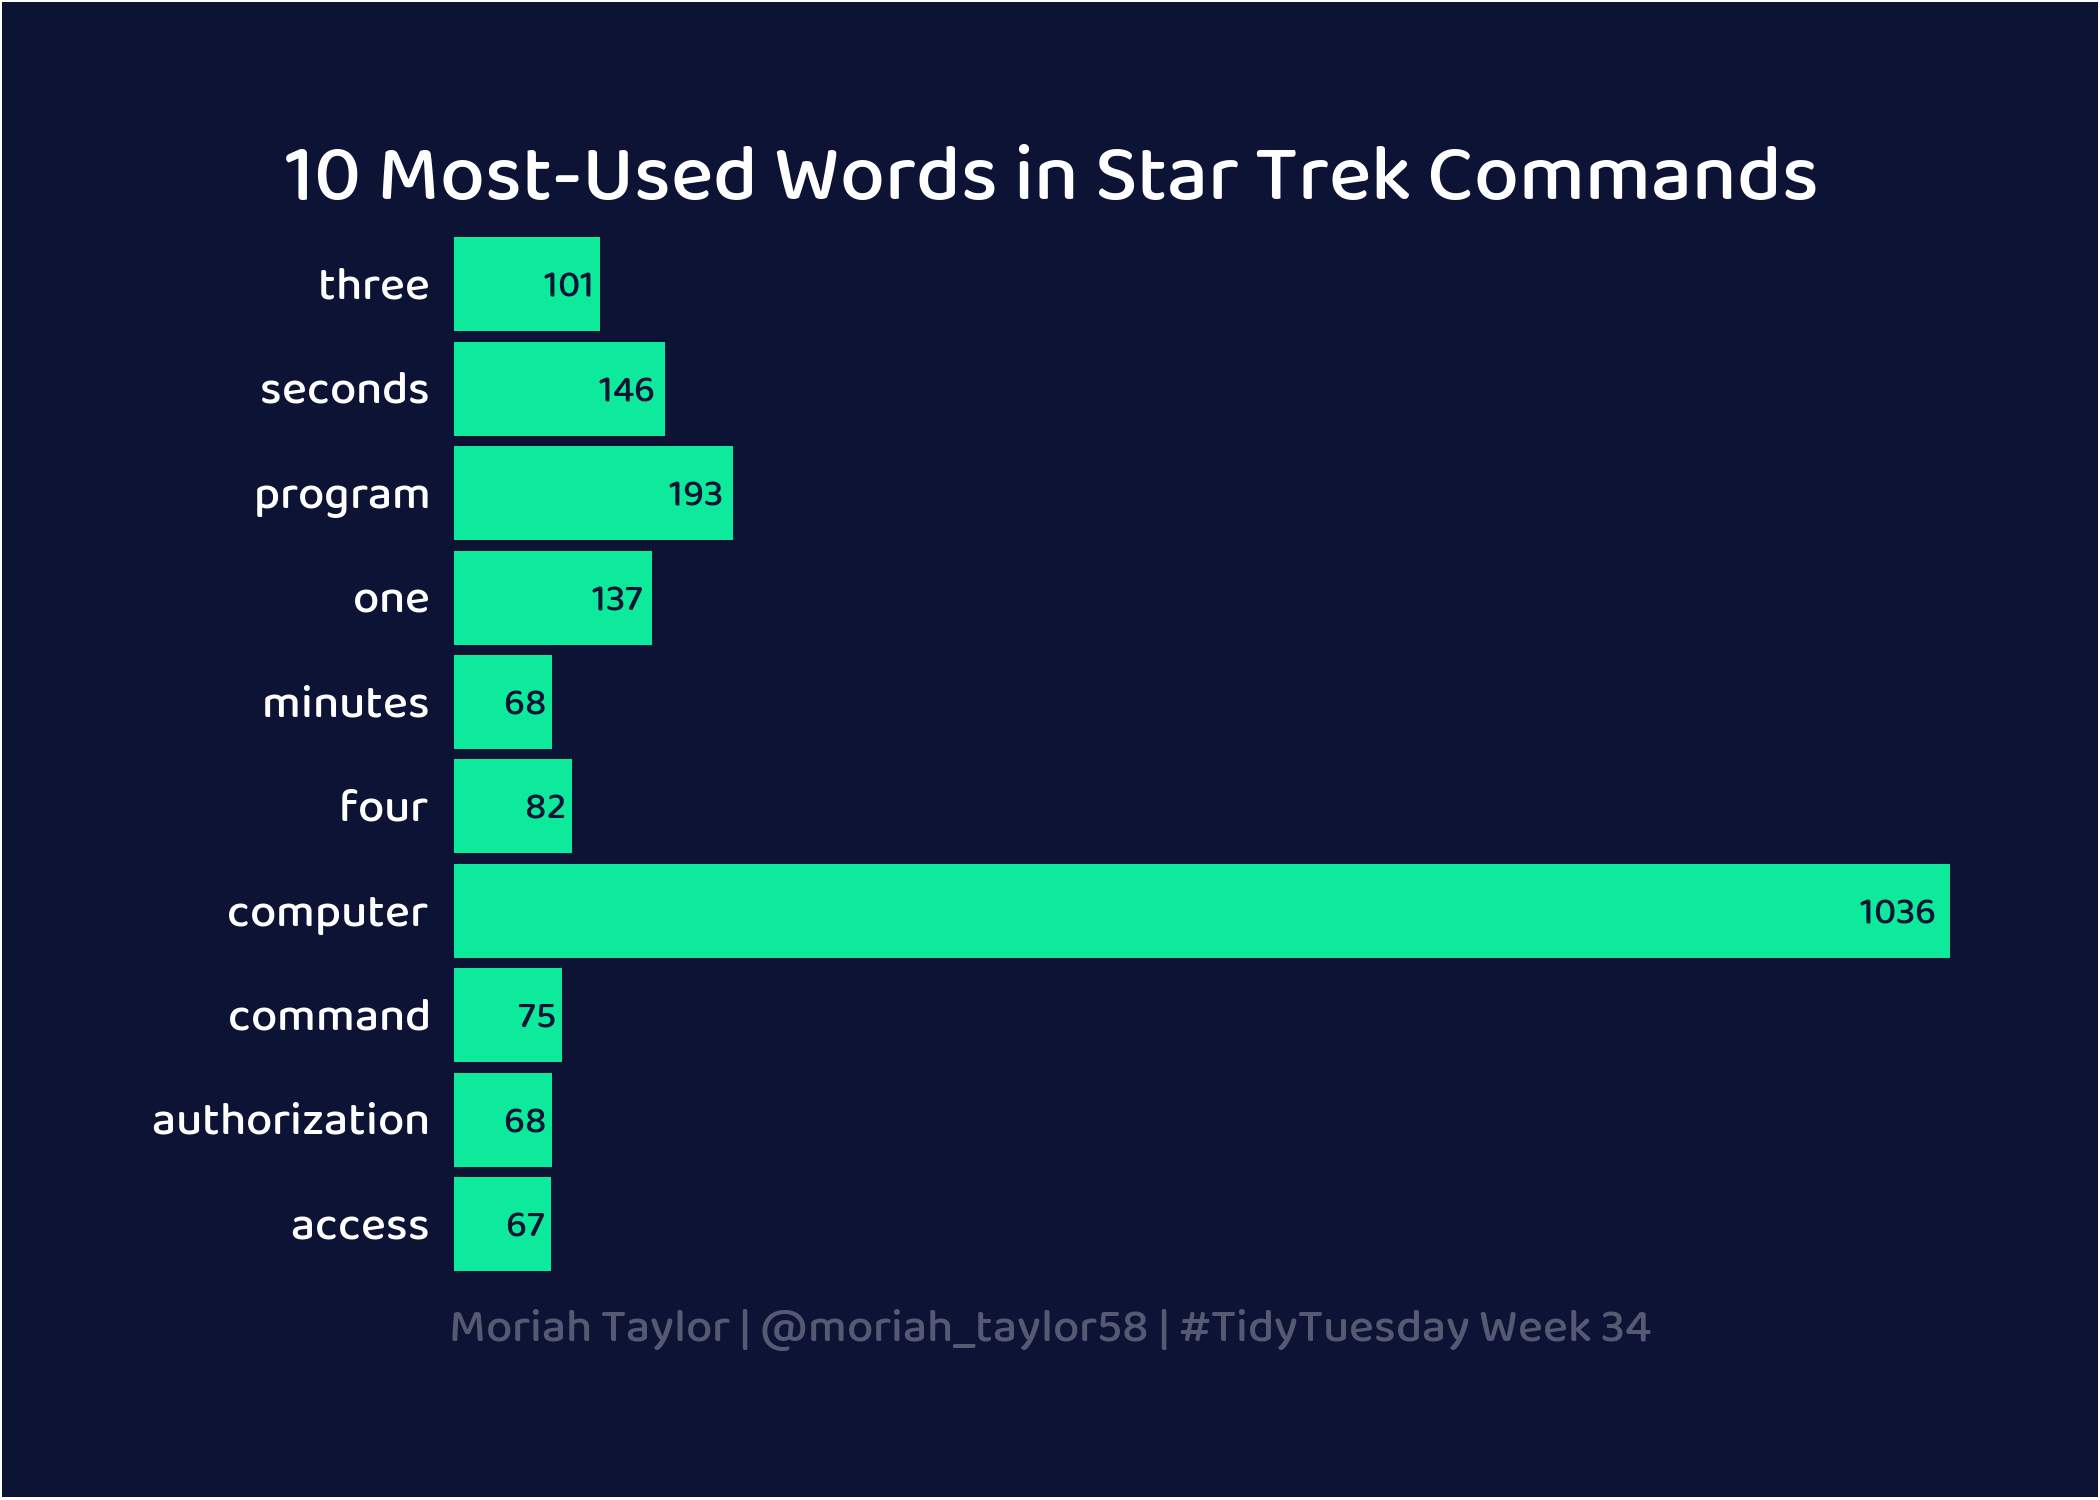 10 Most-Used Words in Star Trek Commands
three 101
seconds 146
program 193
one 137
minutes 68
four 82
computer 1036
command 75
authorization 68
access 67
Moriah Taylor | @moriah_taylor58 | #TidyTuesday Week 34